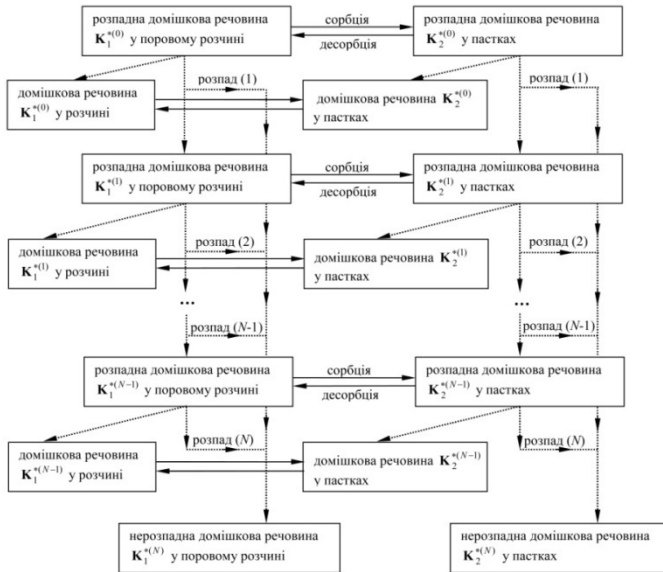 розпадна домішкова речовина
K₁*⁽⁰⁾ у поровому розчині
сорбція
десорбція
розпадна домішкова речовина
K₂*⁽⁰⁾ у пастках
розпад (1)
розпад (1)
домішкова речовина
K₁*⁽⁰⁾ у розчині
домішкова речовина K₂*⁽⁰⁾
у пастках
розпадна домішкова речовина
K₁*⁽¹⁾ у поровому розчині
сорбція
десорбція
розпадна домішкова речовина
K₂*⁽¹⁾ у пастках
розпад (2)
розпад (2)
домішкова речовина
K₁*⁽¹⁾ у розчині
домішкова речовина K₂*⁽¹⁾
у пастках
...
...
розпад (N-1)
розпад (N-1)
розпадна домішкова речовина
K₁*⁽ᴺ⁻¹⁾ у поровому розчині
сорбція
десорбція
розпадна домішкова речовина
K₂*⁽ᴺ⁻¹⁾ у пастках
розпад (N)
розпад (N)
домішкова речовина
K₁*⁽ᴺ⁻¹⁾ у розчині
домішкова речовина K₂*⁽ᴺ⁻¹⁾
у пастках
нерозпадна домішкова речовина
K₁*⁽ᴺ⁾ у поровому розчині
нерозпадна домішкова речовина
K₂*⁽ᴺ⁾ у пастках